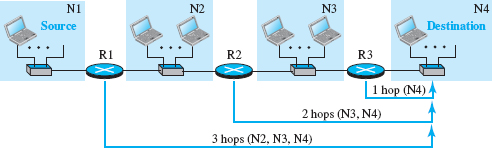 N1
N2
N3
N4
Source
Destination
R1
R2
R3
1 hop (N4)
2 hops (N3, N4)
3 hops (N2, N3, N4)